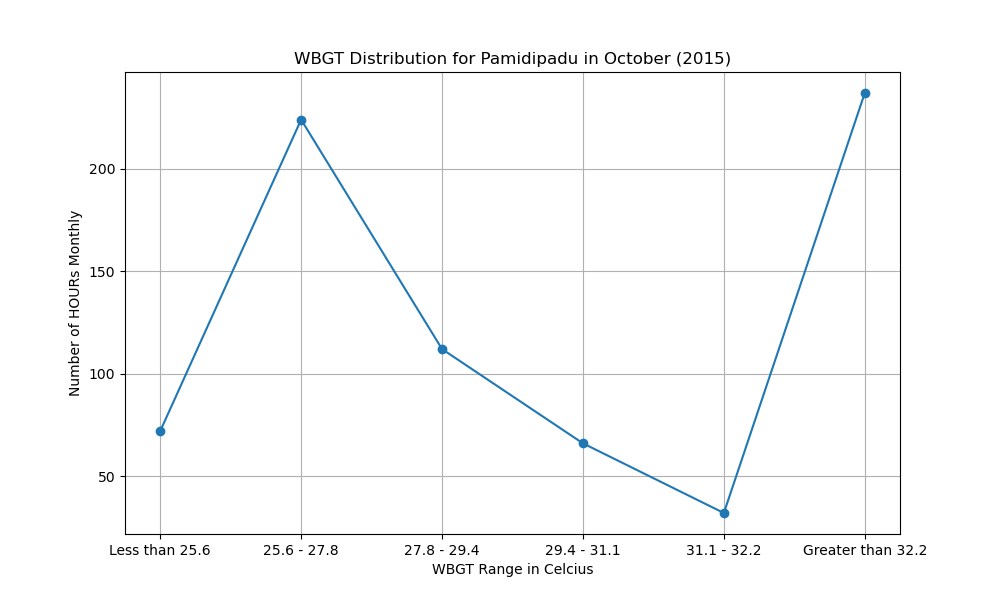 WBGT Distribution for Pamidipadu in October (2015)
Number of HOURs Monthly
200
150
100
50
Less than 25.6
25.6 - 27.8
27.8 - 29.4
29.4 - 31.1
31.1 - 32.2
Greater than 32.2
WBGT Range in Celcius